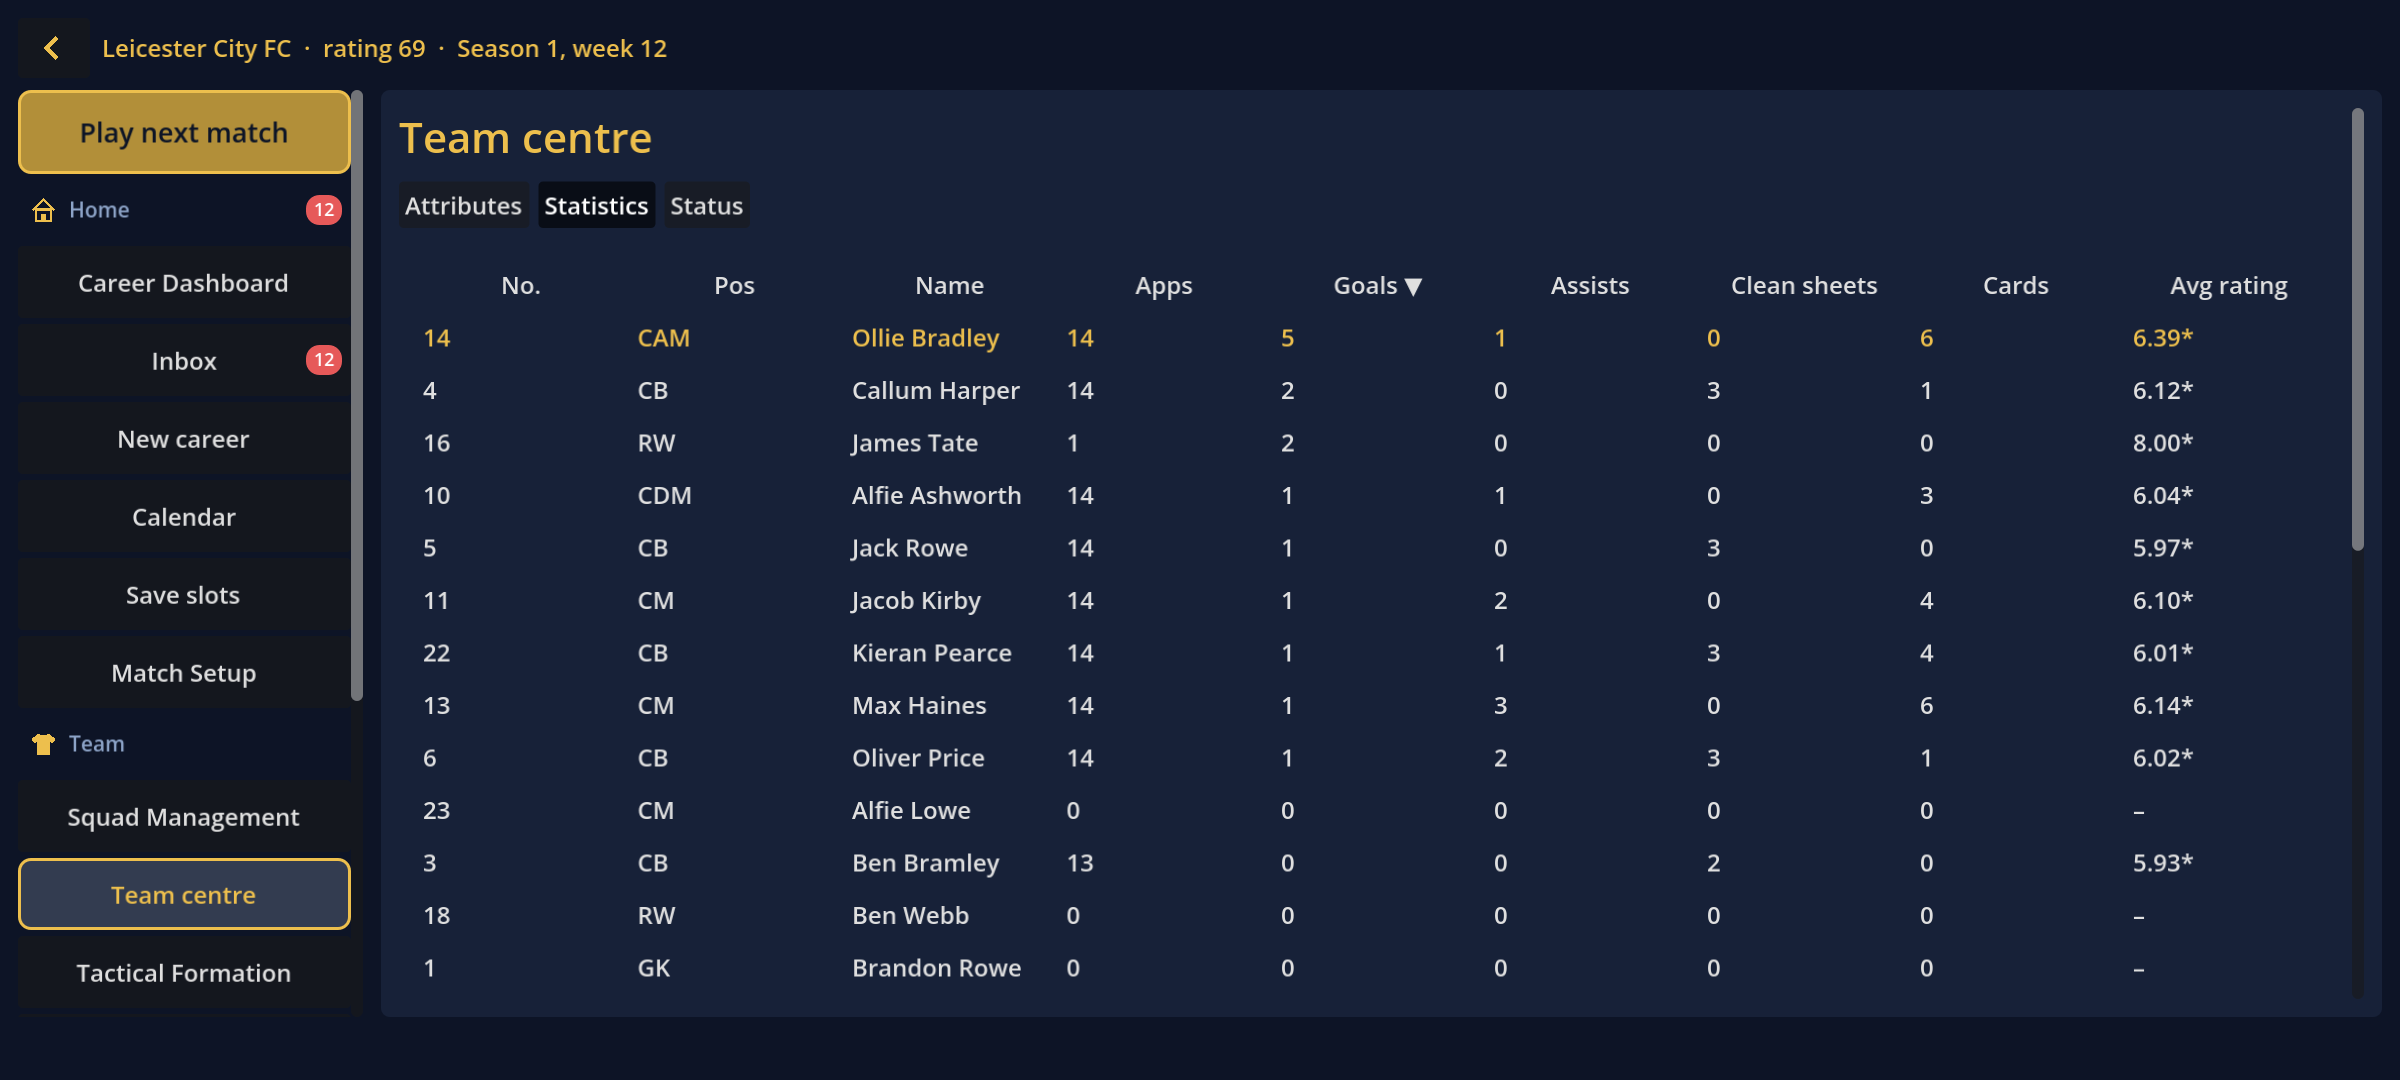 Leicester City FC · rating 69 · Season 1, week 12
Play next match
Home 12
Career Dashboard
Inbox 12
New career
Calendar
Save slots
Match Setup
Team
Squad Management
Team centre
Tactical Formation
Team centre
Attributes Statistics Status
No. Pos Name Apps Goals ▼ Assists Clean sheets Cards Avg rating
14 CAM Ollie Bradley 14 5 1 0 6 6.39*
4 CB Callum Harper 14 2 0 3 1 6.12*
16 RW James Tate 1 2 0 0 0 8.00*
10 CDM Alfie Ashworth 14 1 1 0 3 6.04*
5 CB Jack Rowe 14 1 0 3 0 5.97*
11 CM Jacob Kirby 14 1 2 0 4 6.10*
22 CB Kieran Pearce 14 1 1 3 4 6.01*
13 CM Max Haines 14 1 3 0 6 6.14*
6 CB Oliver Price 14 1 2 3 1 6.02*
23 CM Alfie Lowe 0 0 0 0 0 –
3 CB Ben Bramley 13 0 0 2 0 5.93*
18 RW Ben Webb 0 0 0 0 0 –
1 GK Brandon Rowe 0 0 0 0 0 –